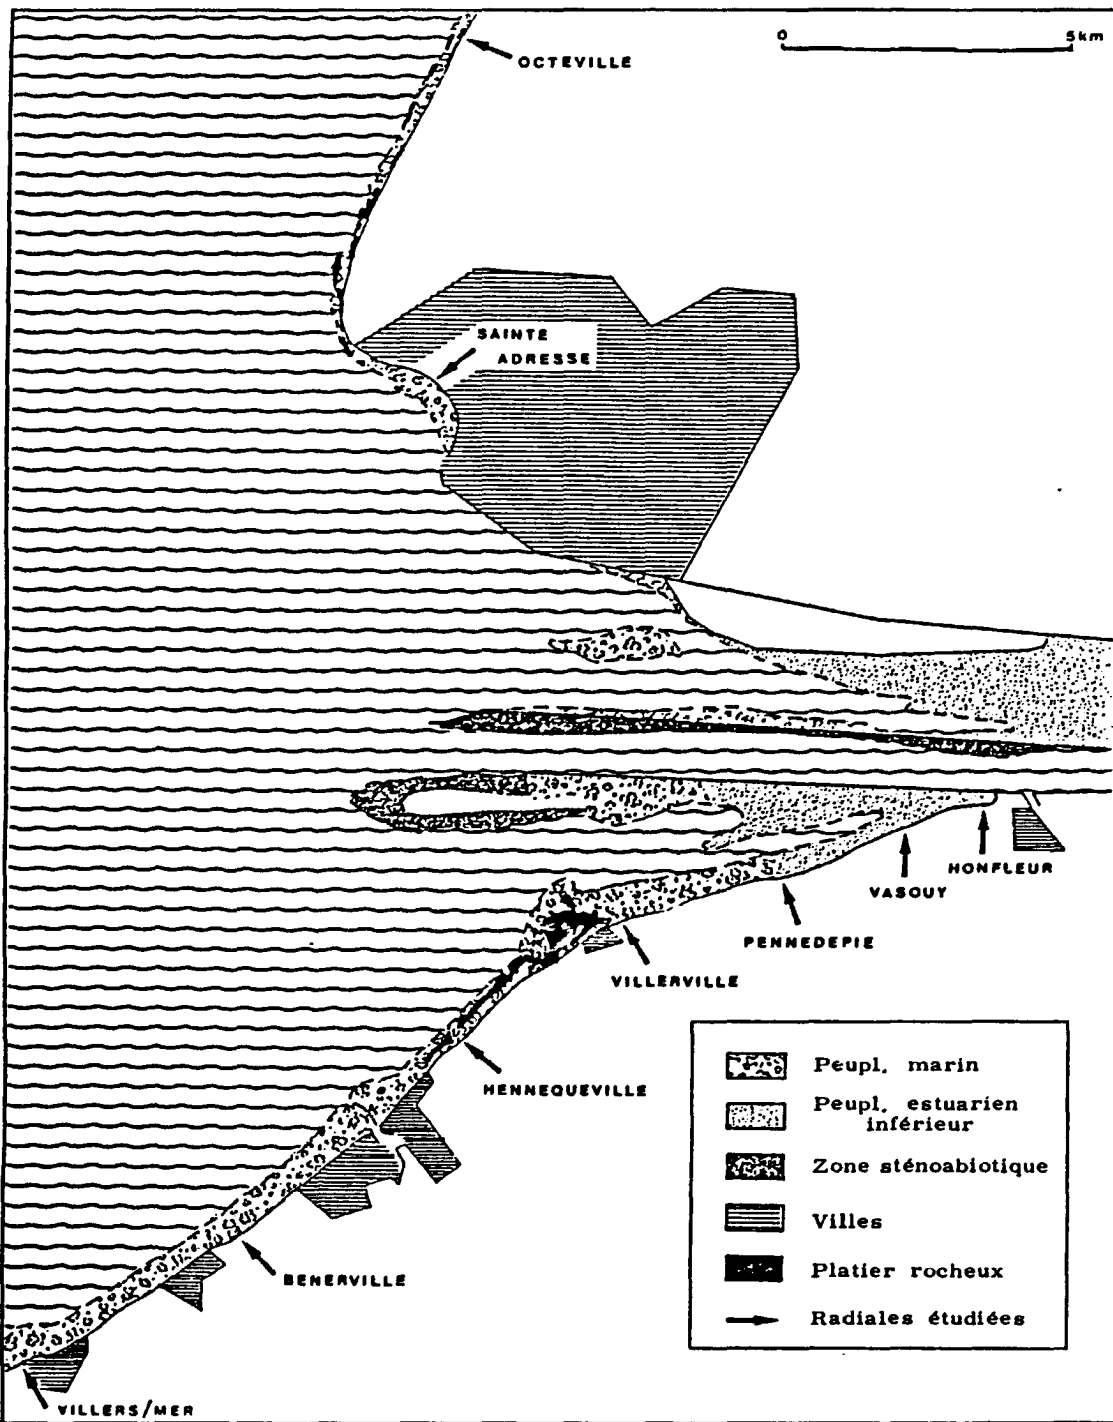 0 5km
OCTEVILLE
SAINTE
ADRESSE
HONFLEUR
VASOUY
PENNEDEPIE
VILLERVILLE
HENNEQUEVILLE
BENERVILLE
VILLERS/MER
Peupl. marin
Peupl. estuarien
inférieur
Zone sténoabiotique
Villes
Platier rocheux
Radiales étudiées